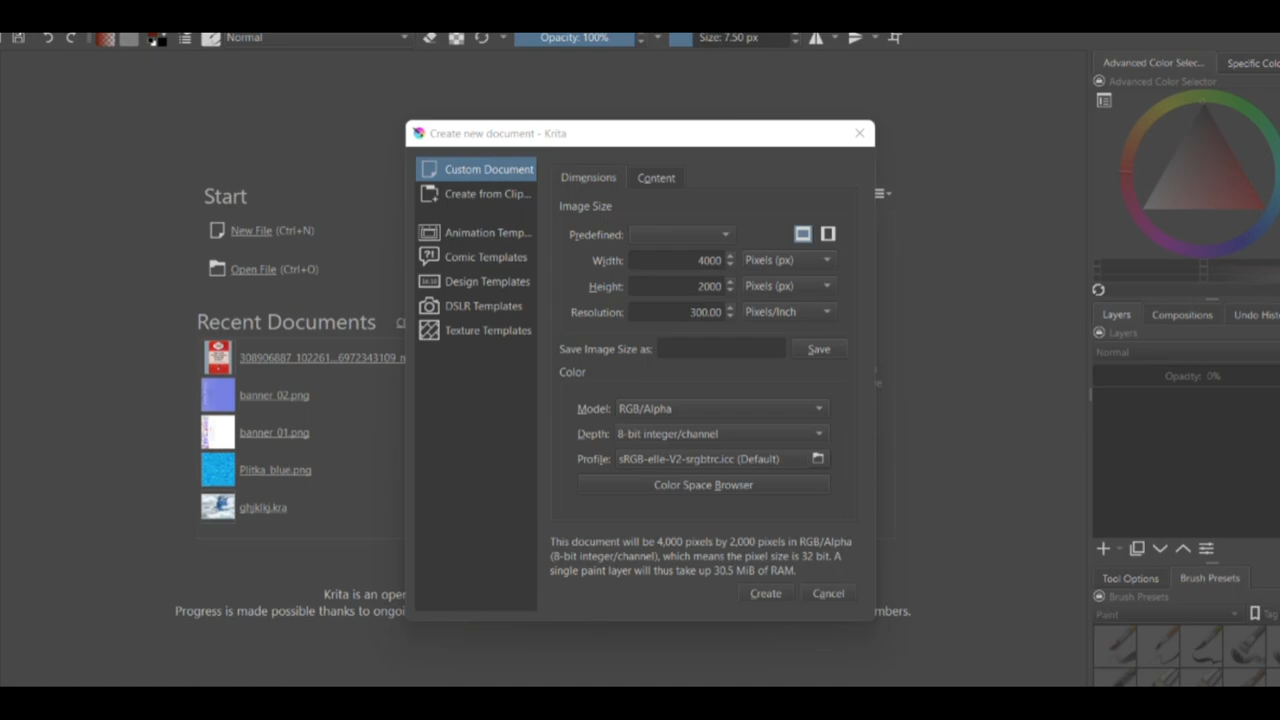 Normal
Opacity: 100%
Size: 7.50 px
Start
New File (Ctrl+N)
Open File (Ctrl+O)
Recent Documents
308906887_102261...6972343109_n
banner_02.png
banner_01.png
Plitka_blue.png
ghjklkj.kra
Krita is an oper
Progress is made possible thanks to ongoi
mbers.
Create new document - Krita
Custom Document
Create from Clip...
Animation Temp...
Comic Templates
Design Templates
DSLR Templates
Texture Templates
Dimensions
Content
Image Size
Predefined:
Width: 4000 Pixels (px)
Height: 2000 Pixels (px)
Resolution: 300.00 Pixels/Inch
Save Image Size as: Save
Color
Model: RGB/Alpha
Depth: 8-bit integer/channel
Profile: sRGB-elle-V2-srgbtrc.icc (Default)
Color Space Browser
This document will be 4,000 pixels by 2,000 pixels in RGB/Alpha
(8-bit integer/channel), which means the pixel size is 32 bit. A
single paint layer will thus take up 30.5 MiB of RAM.
Create
Cancel
Advanced Color Selec...
Specific Colo
Advanced Color Selector
Layers
Compositions
Undo Histo
Layers
Normal
Opacity: 0%
Tool Options
Brush Presets
Brush Presets
Paint
Tag